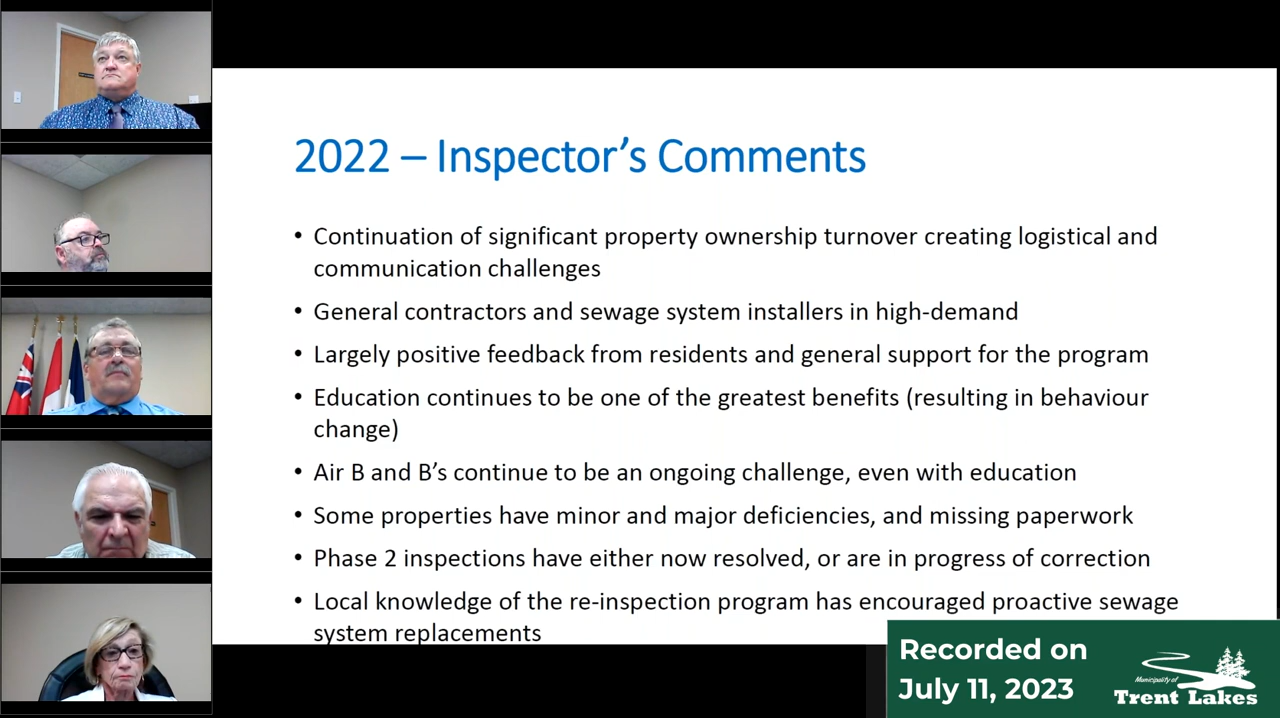 2022 – Inspector's Comments
• Continuation of significant property ownership turnover creating logistical and
communication challenges
• General contractors and sewage system installers in high-demand
• Largely positive feedback from residents and general support for the program
• Education continues to be one of the greatest benefits (resulting in behaviour
change)
• Air B and B's continue to be an ongoing challenge, even with education
• Some properties have minor and major deficiencies, and missing paperwork
• Phase 2 inspections have either now resolved, or are in progress of correction
• Local knowledge of the re-inspection program has encouraged proactive sewage
system replacements
Recorded on
July 11, 2023
Municipality of
Trent Lakes